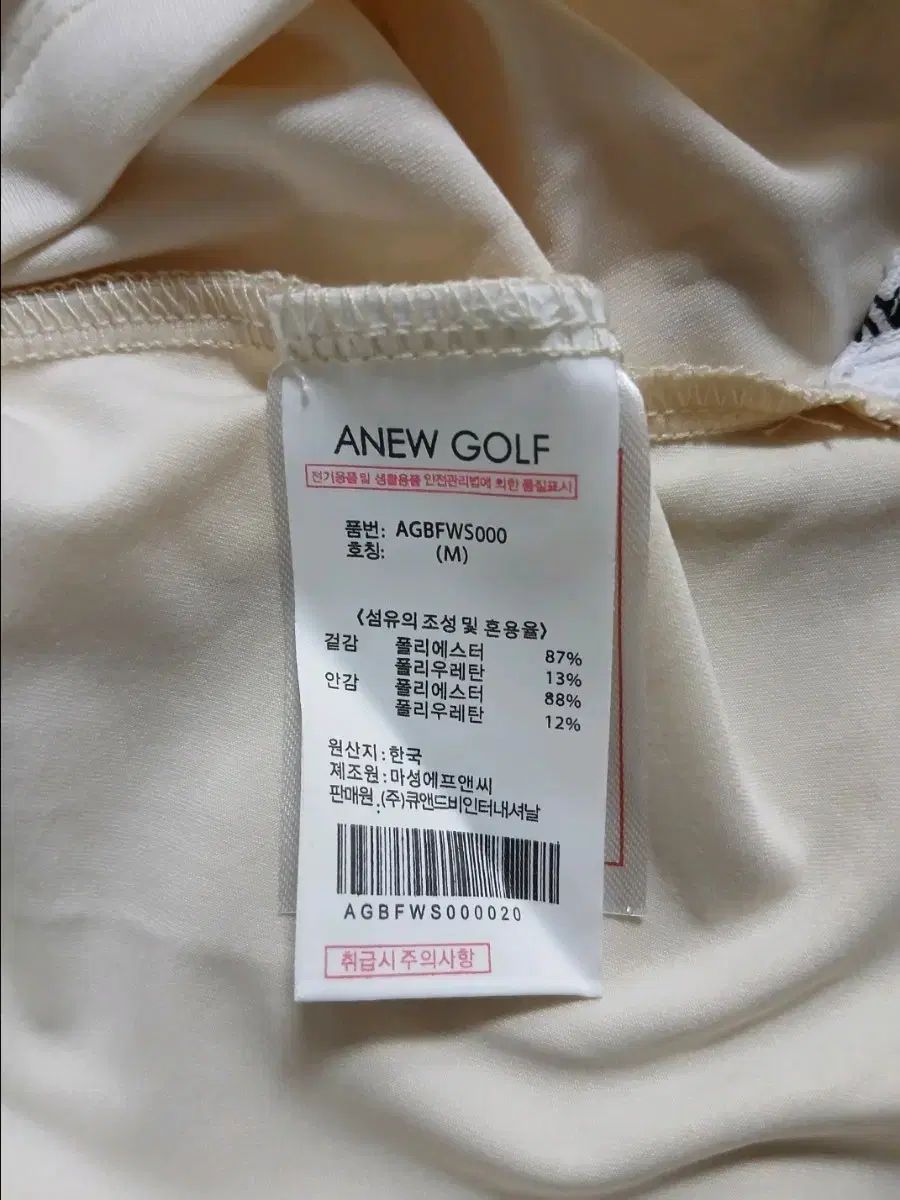 ANEW GOLF
전기용품 및 생활용품 안전관리법에 의한 품질표시
품번: AGBFWS000
호칭: (M)
〈섬유의 조성 및 혼용율〉
겉감 폴리에스터 87%
폴리우레탄 13%
안감 폴리에스터 88%
폴리우레탄 12%
원산지:한국
제조원:마성에프앤씨
판매원:(주)큐앤드비인터내셔날
AGBFWS000020
취급시 주의사항